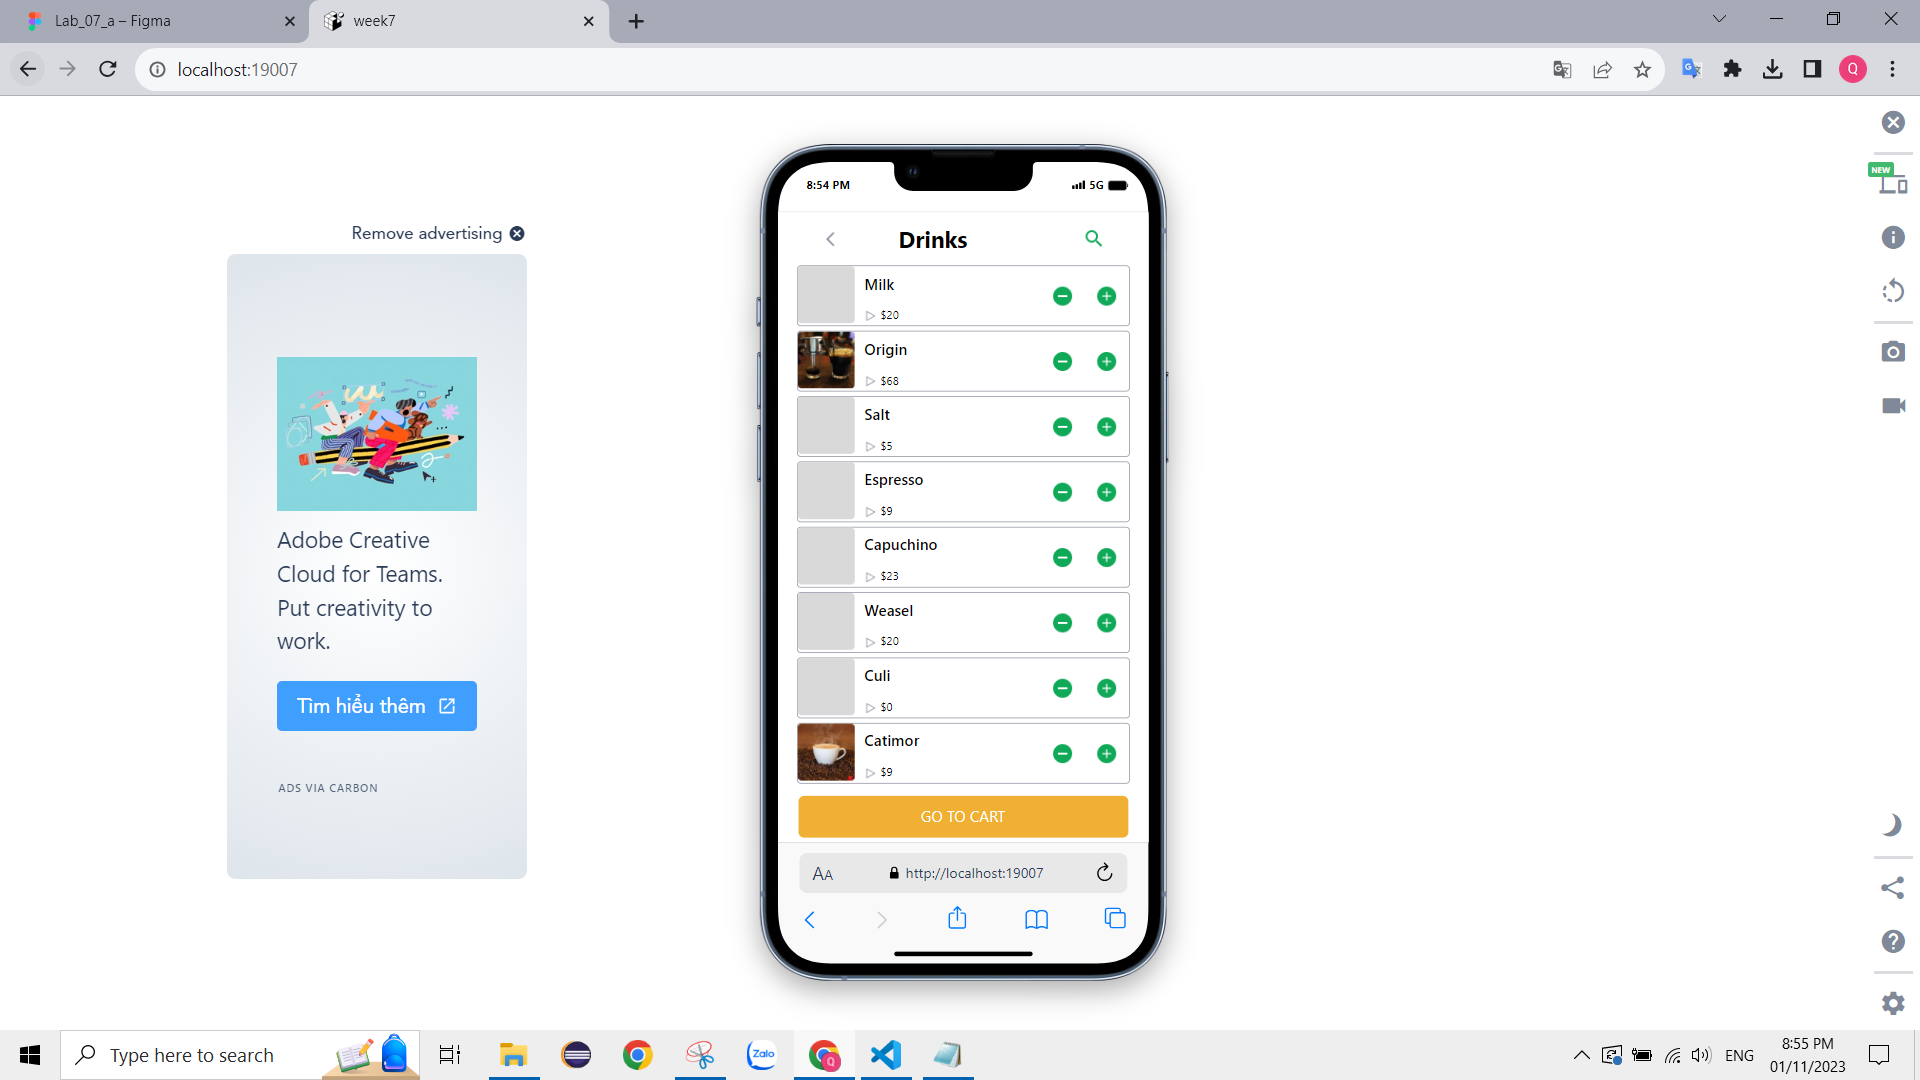 Lab_07_a – Figma
week7
localhost:19007
Q
NEW
Remove advertising
Adobe Creative
Cloud for Teams.
Put creativity to
work.
Tìm hiểu thêm
ADS VIA CARBON
8:54 PM
5G
Drinks
Milk
$20
Origin
$68
Salt
$5
Espresso
$9
Capuchino
$23
Weasel
$20
Culi
$0
Catimor
$9
GO TO CART
AA
http://localhost:19007
Type here to search
Zalo
Q
ENG
8:55 PM
01/11/2023